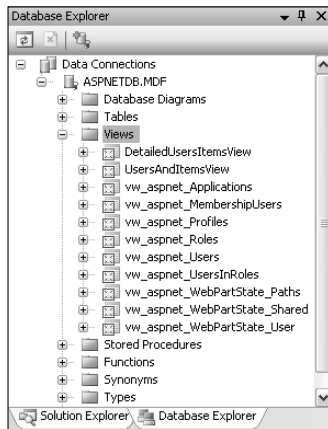 Database Explorer
Data Connections
ASPNETDB.MDF
Database Diagrams
Tables
Views
DetailedUsersItemsView
UsersAndItemsView
vw_aspnet_Applications
vw_aspnet_MembershipUsers
vw_aspnet_Profiles
vw_aspnet_Roles
vw_aspnet_Users
vw_aspnet_UsersInRoles
vw_aspnet_WebPartState_Paths
vw_aspnet_WebPartState_Shared
vw_aspnet_WebPartState_User
Stored Procedures
Functions
Synonyms
Types
Solution Explorer Database Explorer